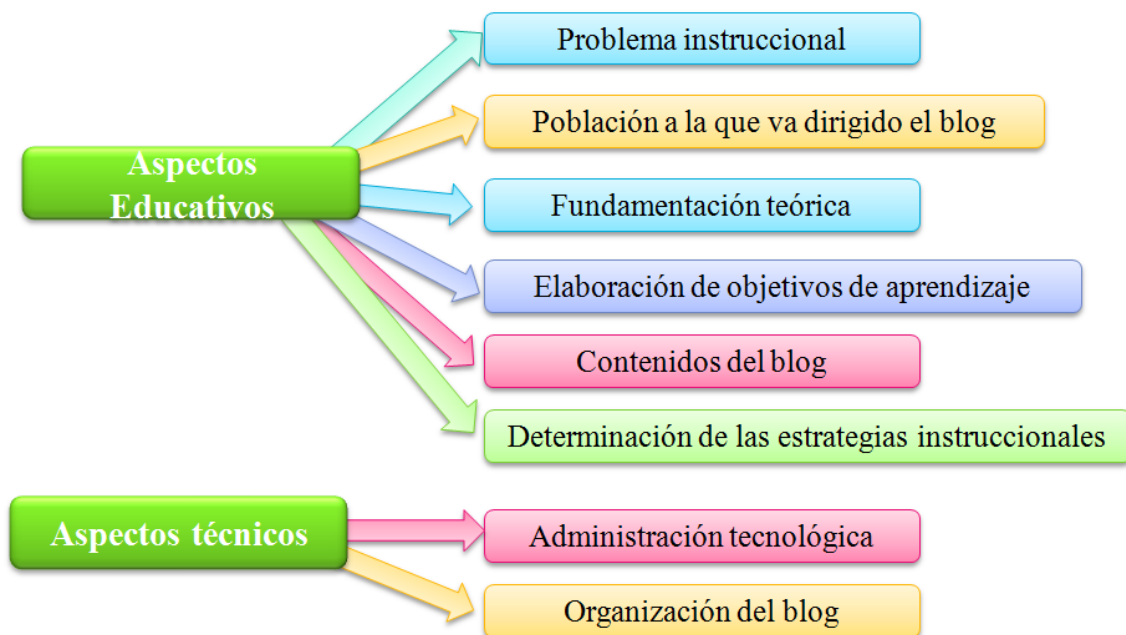 Problema instruccional
Población a la que va dirigido el blog
Aspectos
Educativos
Fundamentación teórica
Elaboración de objetivos de aprendizaje
Contenidos del blog
Determinación de las estrategias instruccionales
Aspectos técnicos
Administración tecnológica
Organización del blog